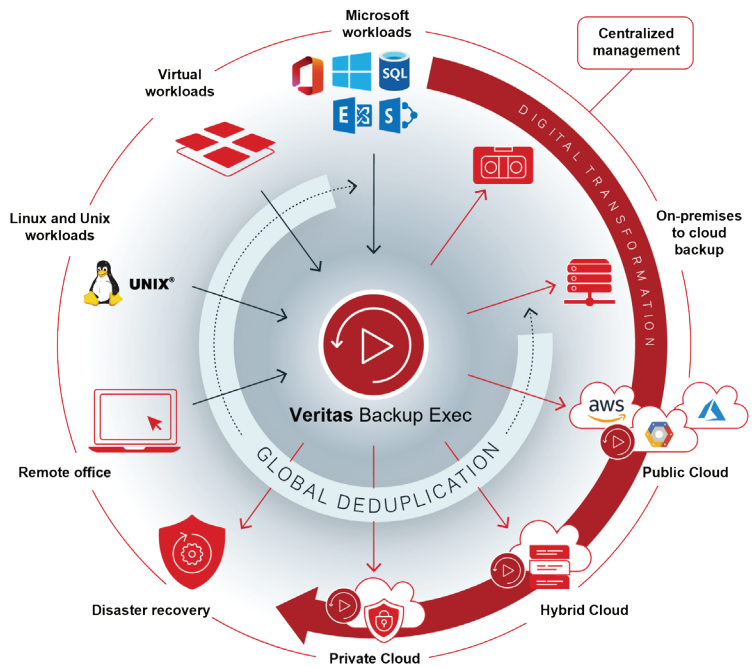 Microsoft
workloads
Centralized
management
Virtual
workloads
SQL
E
S
DIGITAL TRANSFORMATION
Linux and Unix
workloads
On-premises
to cloud
backup
UNIX®
Veritas Backup Exec
aws
GLOBAL DEDUPLICATION
Remote office
Public Cloud
Disaster recovery
Hybrid Cloud
Private Cloud